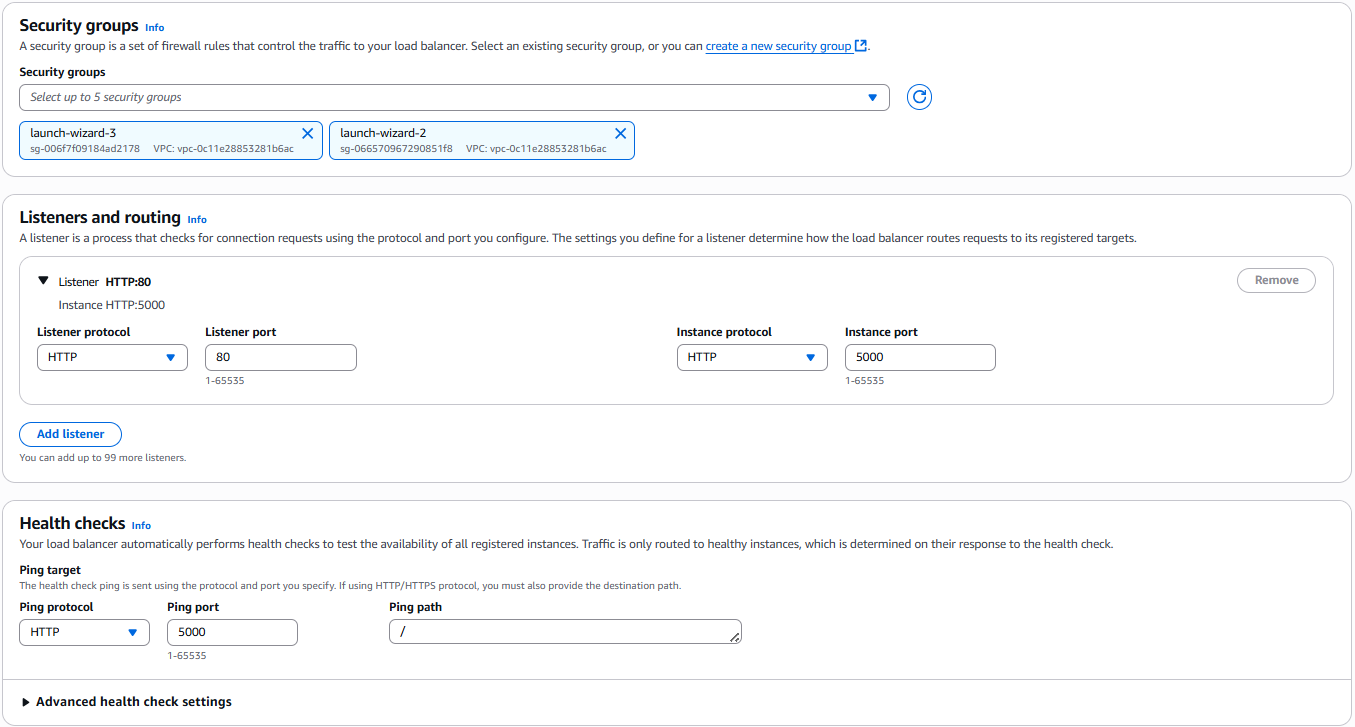 Security groups Info
A security group is a set of firewall rules that control the traffic to your load balancer. Select an existing security group, or you can create a new security group.
Security groups
Select up to 5 security groups
launch-wizard-3
sg-006f7f09184ad2178 VPC: vpc-0c11e28853281b6ac
launch-wizard-2
sg-066570967290851f8 VPC: vpc-0c11e28853281b6ac
Listeners and routing Info
A listener is a process that checks for connection requests using the protocol and port you configure. The settings you define for a listener determine how the load balancer routes requests to its registered targets.
Listener HTTP:80
Remove
Instance HTTP:5000
Listener protocol Listener port Instance protocol Instance port
HTTP 80 HTTP 5000
1-65535 1-65535
Add listener
You can add up to 99 more listeners.
Health checks Info
Your load balancer automatically performs health checks to test the availability of all registered instances. Traffic is only routed to healthy instances, which is determined on their response to the health check.
Ping target
The health check ping is sent using the protocol and port you specify. If using HTTP/HTTPS protocol, you must also provide the destination path.
Ping protocol Ping port Ping path
HTTP 5000 /
1-65535
Advanced health check settings